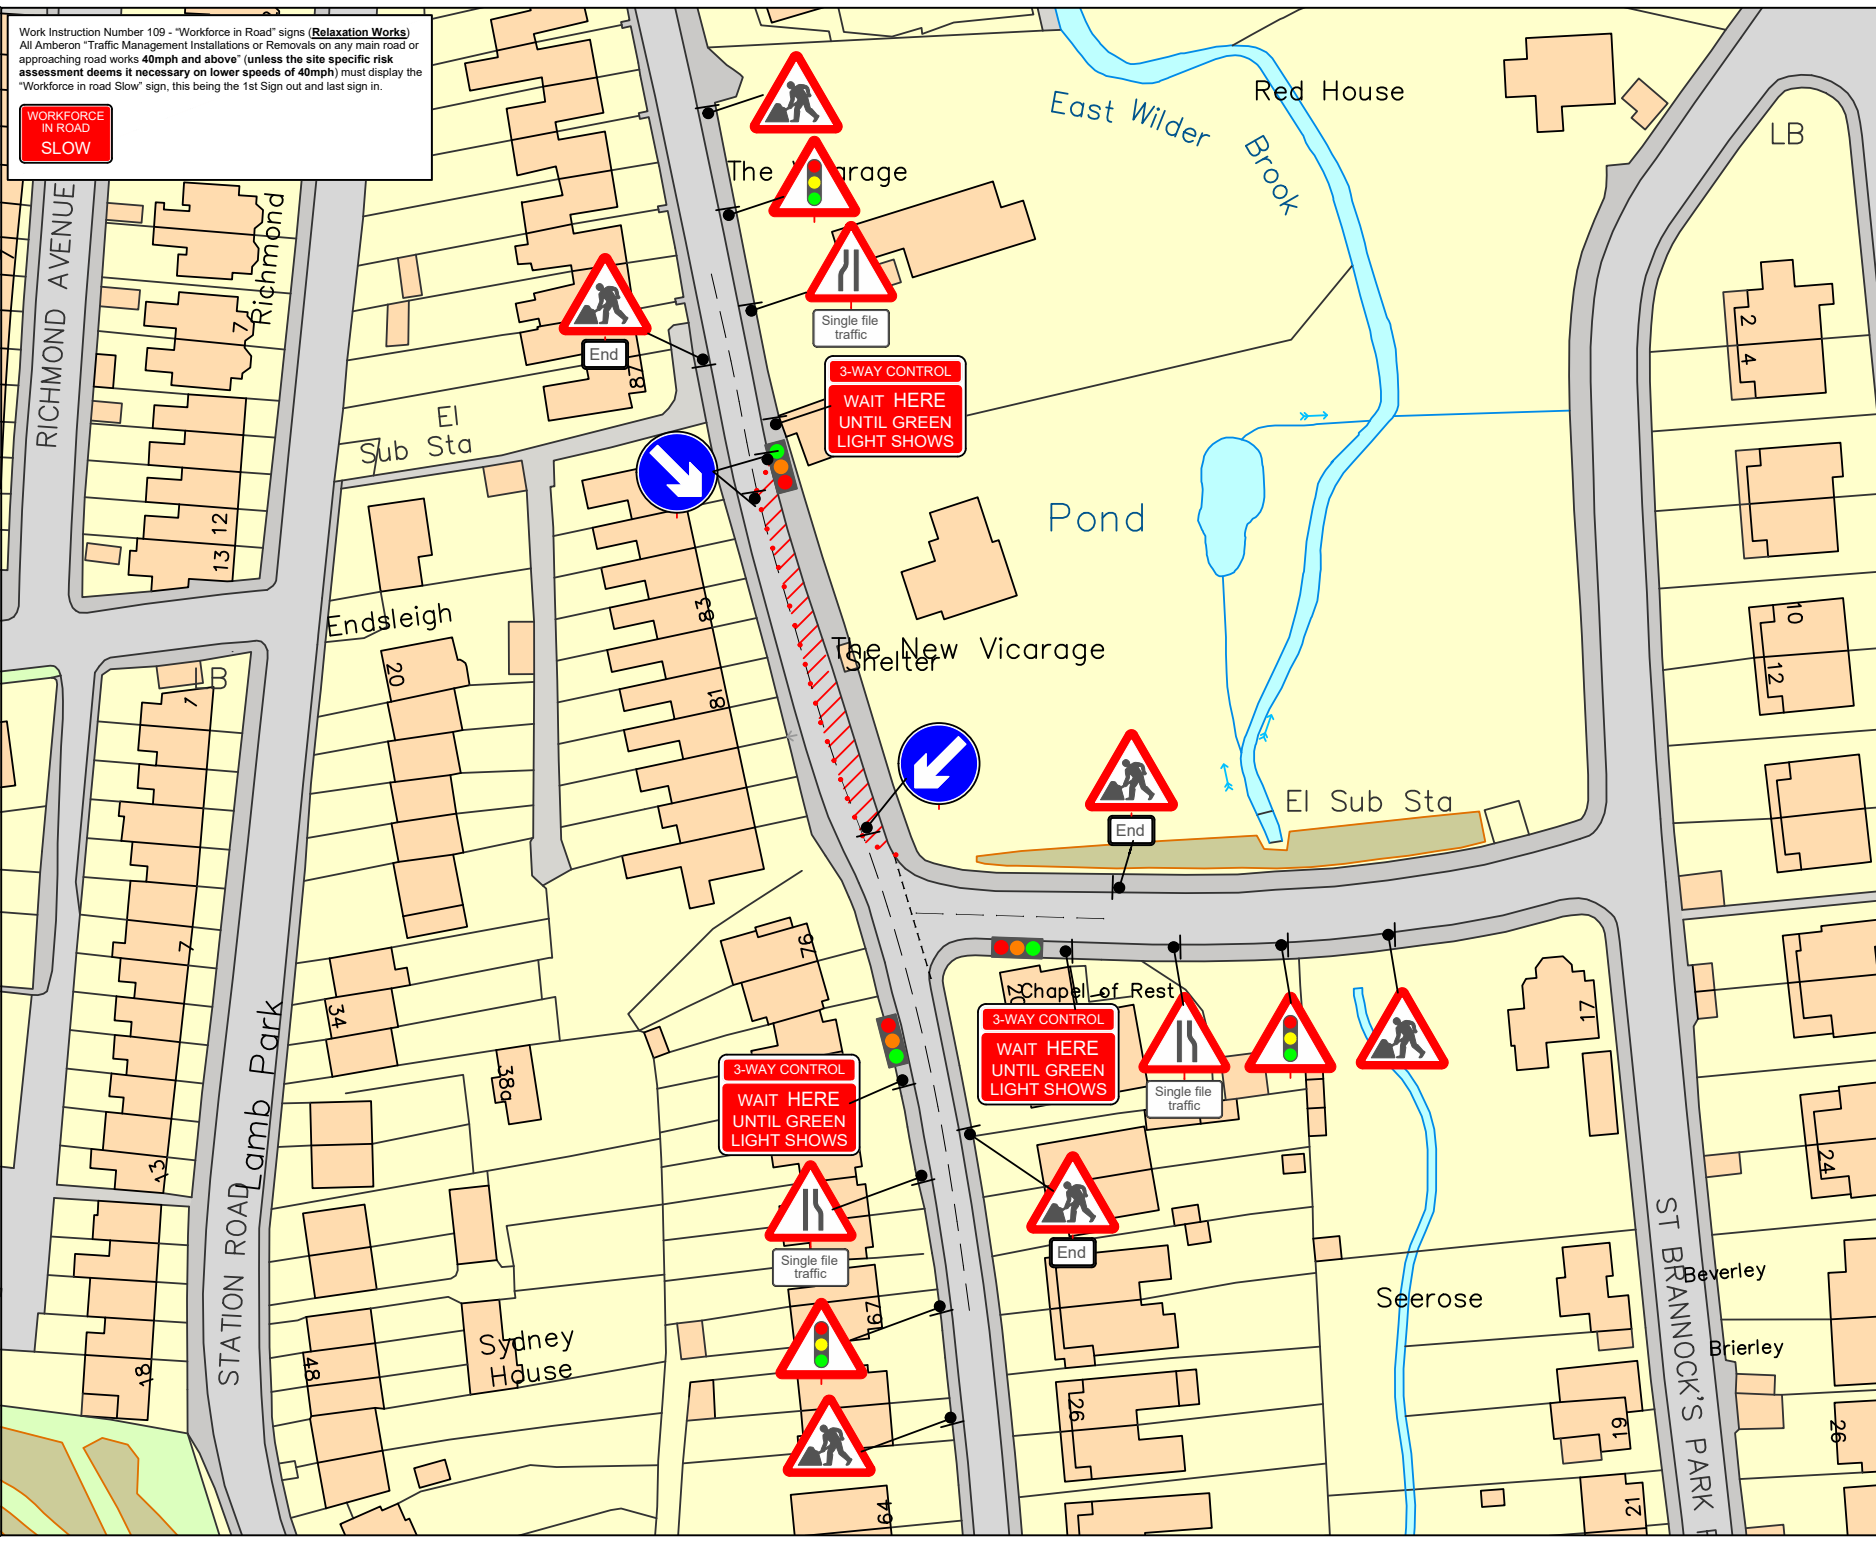 Work Instruction Number 109 - “Workforce in Road” signs (Relaxation Works)
All Amberon “Traffic Management Installations or Removals on any main road or
approaching road works 40mph and above” (unless the site specific risk
assessment deems it necessary on lower speeds of 40mph) must display the
“Workforce in road Slow” sign, this being the 1st Sign out and last sign in.
WORKFORCE
IN ROAD
SLOW
RICHMOND AVENUE
Richmond
7
12
13
Red House
East Wilder
Brook
LB
The Vicarage
Single file
traffic
End
87
3-WAY CONTROL
WAIT HERE
UNTIL GREEN
LIGHT SHOWS
El
Sub Sta
2
4
Pond
Endsleigh
20
83
81
The New Vicarage
Shelter
10
12
LB
1
7
13
18
El Sub Sta
End
76
Chapel of Rest
20
34
38a
Lamb Park
STATION ROAD
3-WAY CONTROL
WAIT HERE
UNTIL GREEN
LIGHT SHOWS
3-WAY CONTROL
WAIT HERE
UNTIL GREEN
LIGHT SHOWS
Single file
traffic
17
24
Single file
traffic
End
67
Sydney
House
48
26
64
Seerose
ST BRANNOCK'S PARK
Beverley
Brierley
19
26
21